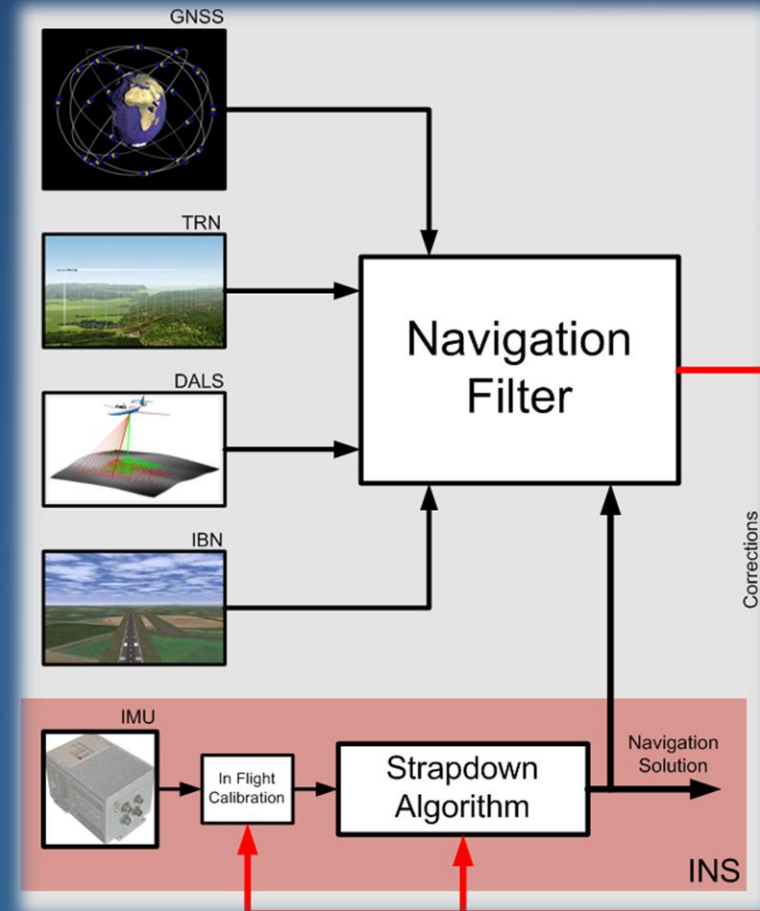 GNSS
TRN
DALS
IBN
Navigation
Filter
Corrections
IMU
In Flight
Calibration
Strapdown
Algorithm
Navigation
Solution
INS